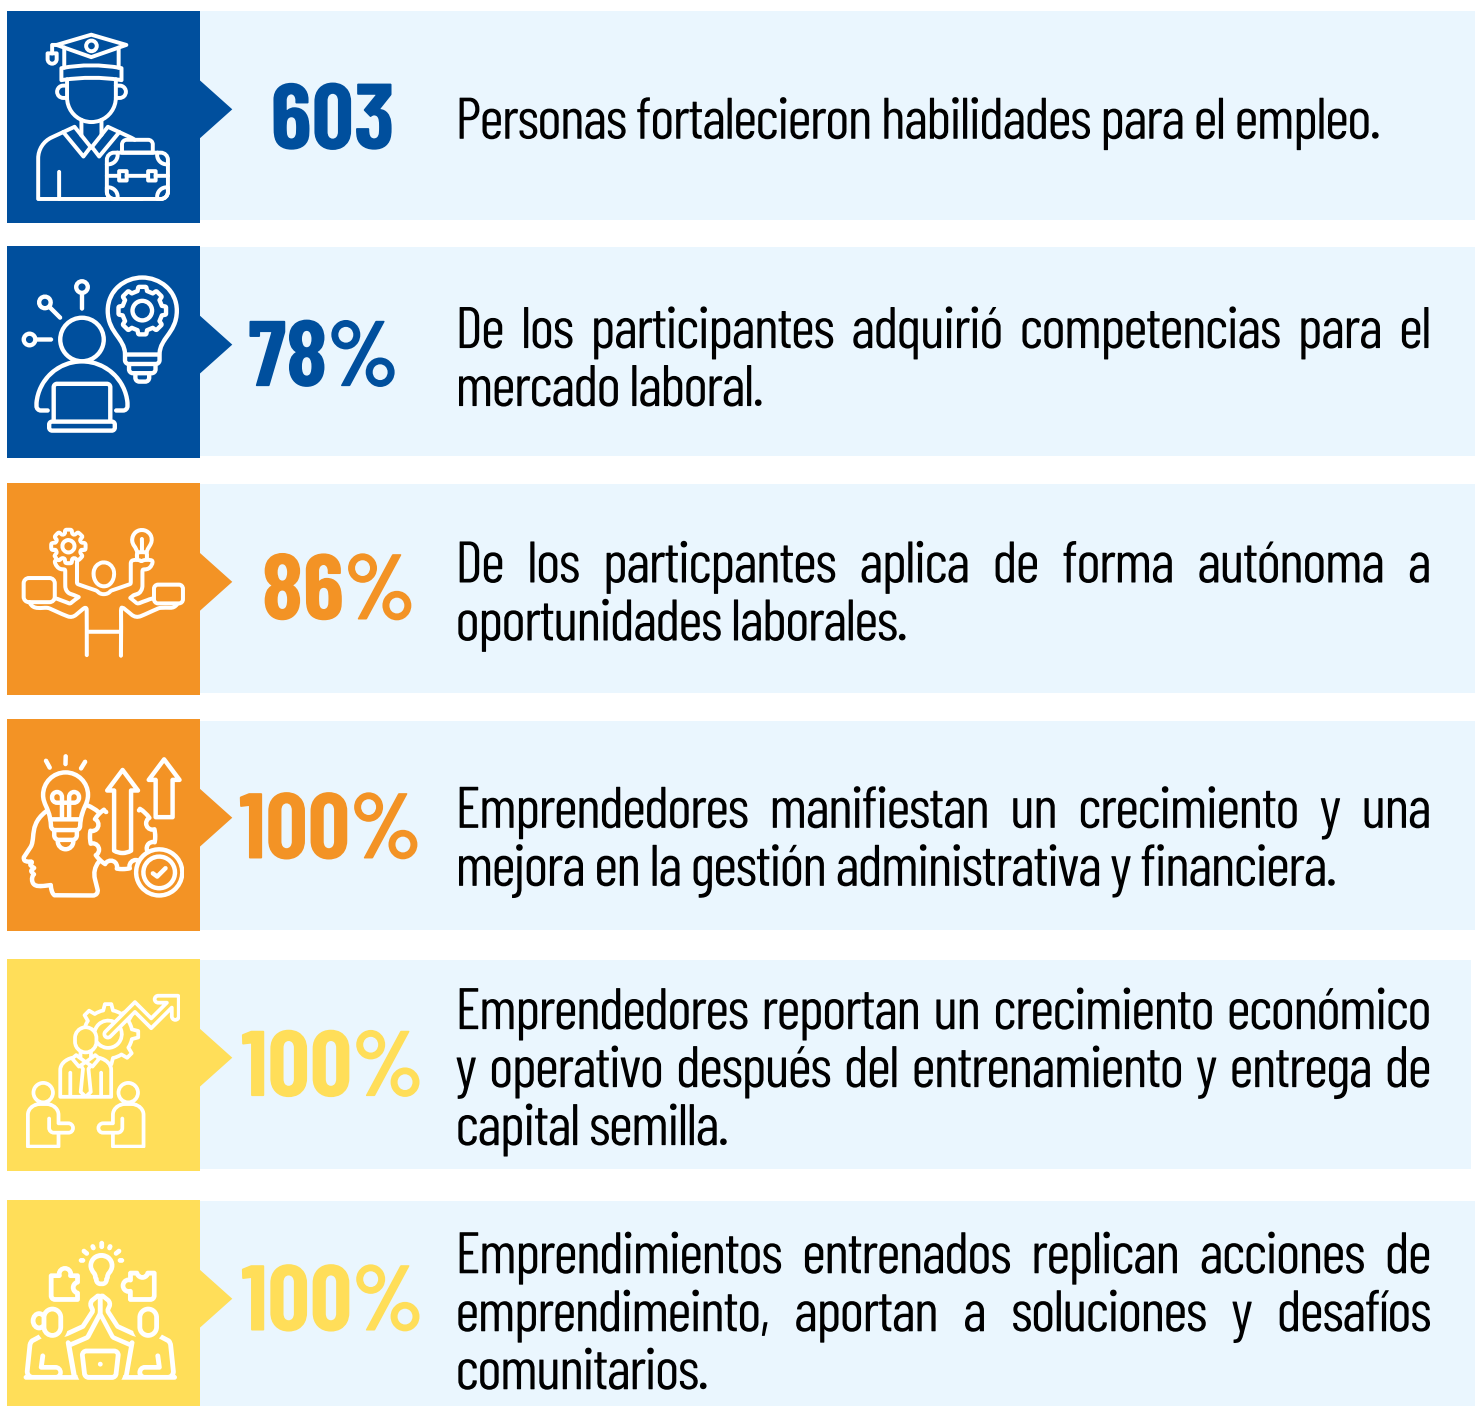 603 Personas fortalecieron habilidades para el empleo.
78% De los participantes adquirió competencias para el
mercado laboral.
86% De los particpantes aplica de forma autónoma a
oportunidades laborales.
100% Emprendedores manifiestan un crecimiento y una
mejora en la gestión administrativa y financiera.
100% Emprendedores reportan un crecimiento económico
y operativo después del entrenamiento y entrega de
capital semilla.
100% Emprendimientos entrenados replican acciones de
emprendimeinto, aportan a soluciones y desafíos
comunitarios.